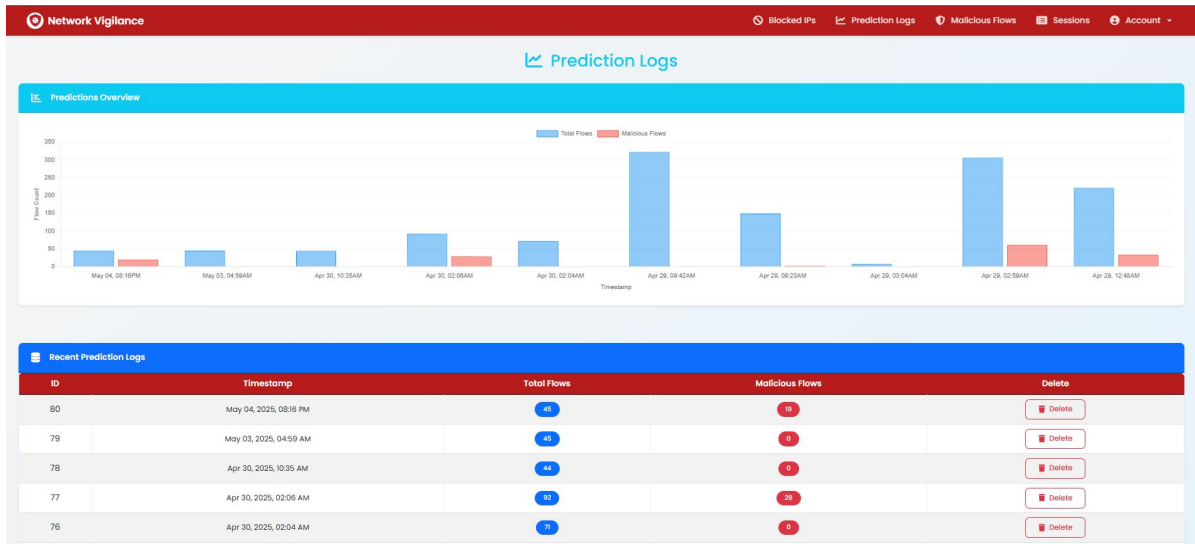 Network Vigilance Blocked IPs Prediction Logs Malicious Flows Sessions Account
Prediction Logs
Predictions Overview
Total Flows Malicious Flows
350
300
250
200
150
100
50
0
Flow Count
May 04, 08:16PM May 03, 04:59AM Apr 30, 10:35AM Apr 30, 02:06AM Apr 30, 02:04AM Apr 29, 09:42AM Apr 29, 09:23AM Apr 29, 03:04AM Apr 29, 02:59AM Apr 29, 12:48AM
Timestamp
Recent Prediction Logs
ID Timestamp Total Flows Malicious Flows Delete
80 May 04, 2025, 08:16 PM 45 19 Delete
79 May 03, 2025, 04:59 AM 45 0 Delete
78 Apr 30, 2025, 10:35 AM 44 0 Delete
77 Apr 30, 2025, 02:06 AM 92 28 Delete
76 Apr 30, 2025, 02:04 AM 71 0 Delete